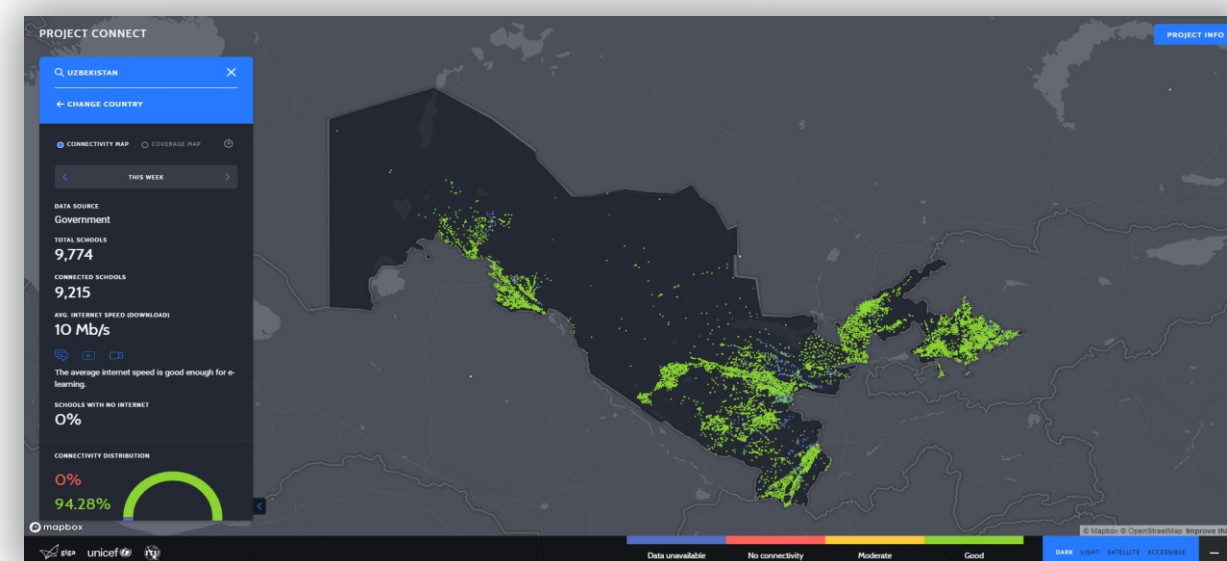 PROJECT CONNECT
PROJECT INFO
UZBEKISTAN
CHANGE COUNTRY
CONNECTIVITY MAP COVERAGE MAP
THIS WEEK
DATA SOURCE
Government
TOTAL SCHOOLS
9,774
CONNECTED SCHOOLS
9,215
AVG. INTERNET SPEED (DOWNLOAD)
10 Mb/s
The average internet speed is good enough for e-
learning.
SCHOOLS WITH NO INTERNET
0%
CONNECTIVITY DISTRIBUTION
0%
94.28%
mapbox
© Mapbox © OpenStreetMap Improve
giga unicef itu
Data unavailable No connectivity Moderate Good
DARK LIGHT SATELLITE ACCESSIBLE